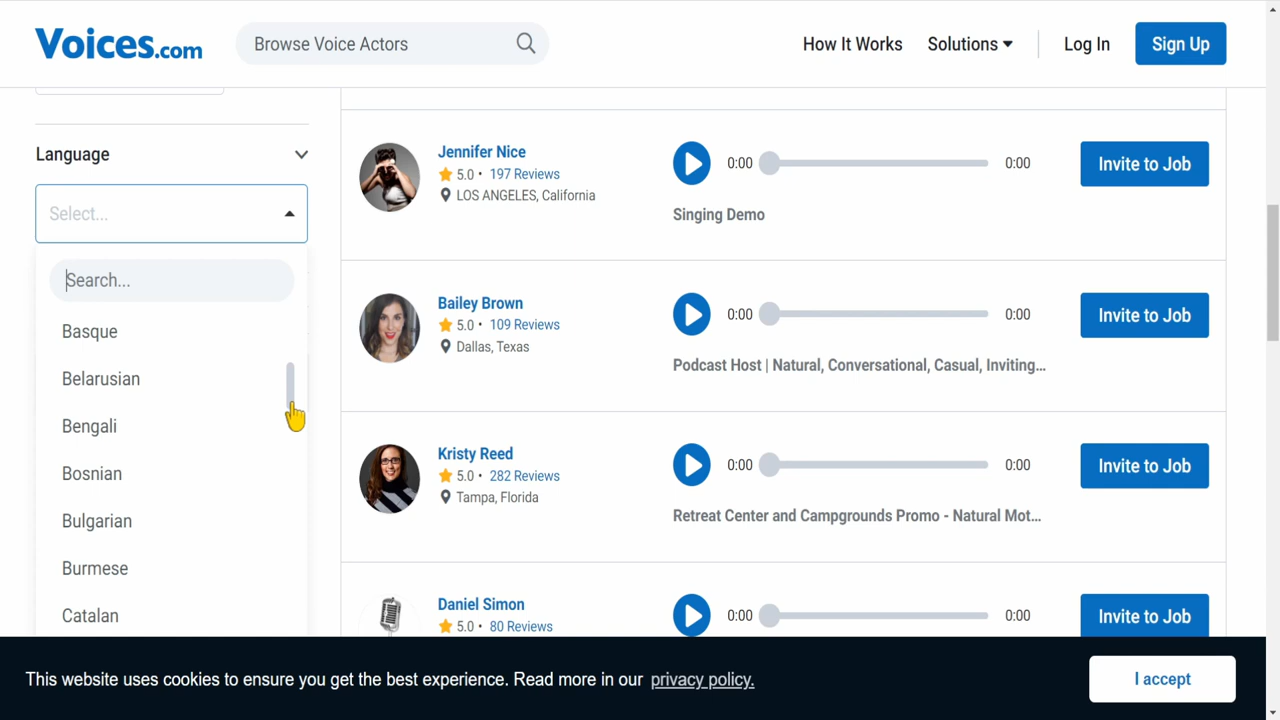 Voices.com
Browse Voice Actors
How It Works
Solutions
Log In
Sign Up
Language
Select...
Search...
Basque
Belarusian
Bengali
Bosnian
Bulgarian
Burmese
Catalan
Jennifer Nice
5.0 • 197 Reviews
LOS ANGELES, California
0:00
0:00
Singing Demo
Invite to Job
Bailey Brown
5.0 • 109 Reviews
Dallas, Texas
0:00
0:00
Podcast Host | Natural, Conversational, Casual, Inviting...
Invite to Job
Kristy Reed
5.0 • 282 Reviews
Tampa, Florida
0:00
0:00
Retreat Center and Campgrounds Promo - Natural Mot...
Invite to Job
Daniel Simon
5.0 • 80 Reviews
0:00
0:00
Invite to Job
This website uses cookies to ensure you get the best experience. Read more in our privacy policy.
I accept